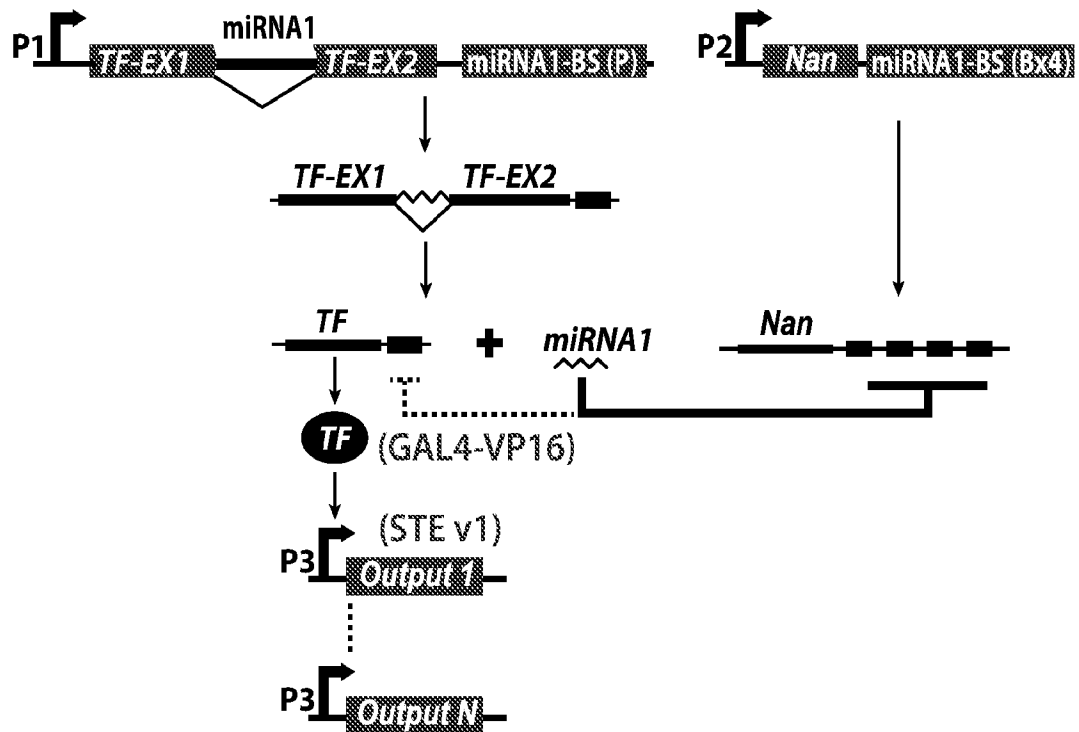 P1
TF-EX1
miRNA1
TF-EX2
miRNA1-BS (P)
P2
Nan
miRNA1-BS (Bx4)
TF-EX1
TF-EX2
TF
+
miRNA1
Nan
TF
(GAL4-VP16)
(STE v1)
P3
Output 1
P3
Output N